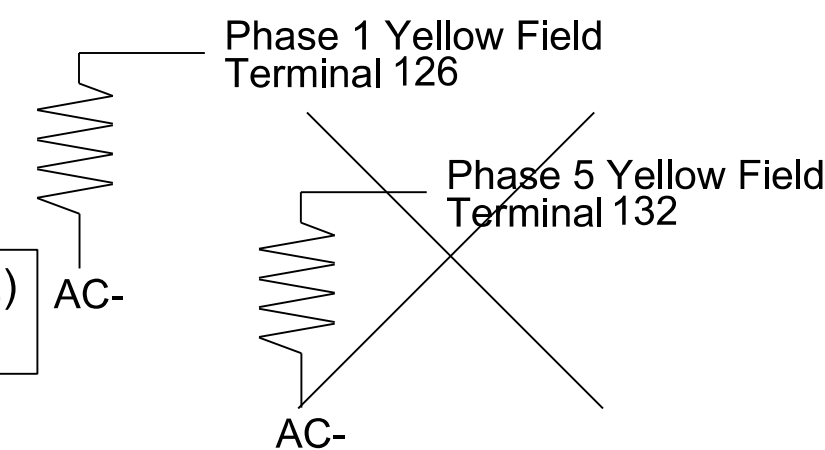 Phase 1 Yellow Field
Terminal 126
Phase 5 Yellow Field
Terminal 132
)
AC-
AC-